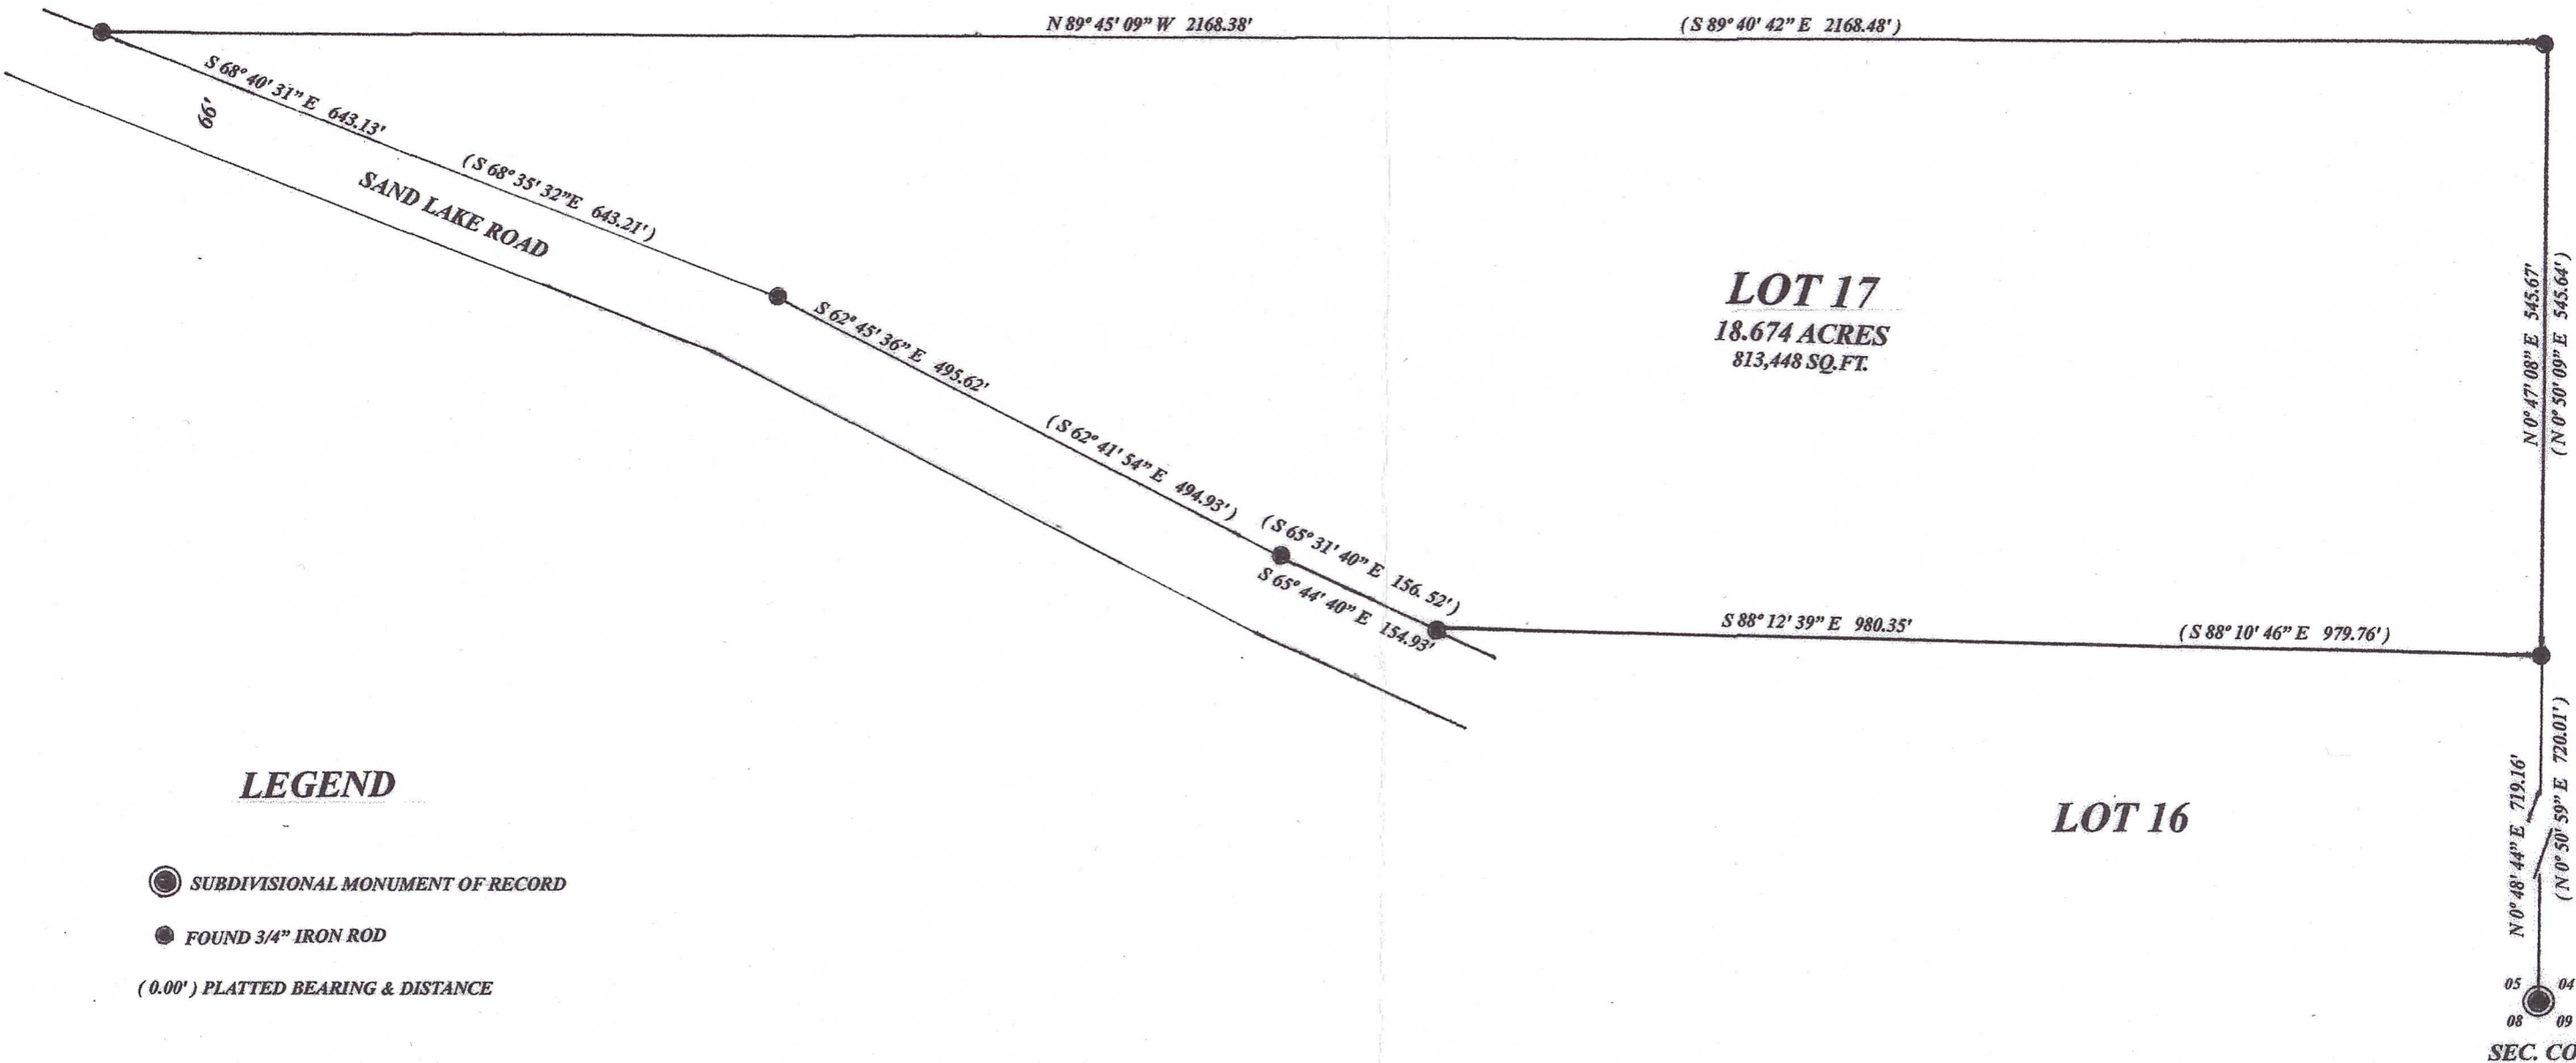 N 89° 45' 09” W 2168.38'
( S 89° 40' 42” E 2168.48' )
S 68° 40' 31” E 643.13'
66'
( S 68° 35' 32”E 643.21' )
SAND LAKE ROAD
S 62° 45' 36” E 495.62'
( S 62° 41' 54” E 494.93' )
( S 65° 31' 40” E 156. 52' )
S 65° 44' 40” E 154.93'
LOT 17
18.674 ACRES
813,448 SQ.FT.
N 0° 47' 08” E 545.67'
( N 0° 50' 09” E 545.64' )
S 88° 12' 39” E 980.35'
( S 88° 10' 46” E 979.76' )
LOT 16
N 0° 48' 44” E 719.16'
( N 0° 50' 59” E 720.01' )
LEGEND
SUBDIVISIONAL MONUMENT OF RECORD
FOUND 3/4” IRON ROD
( 0.00' ) PLATTED BEARING & DISTANCE
05 04
08 09
SEC. CO